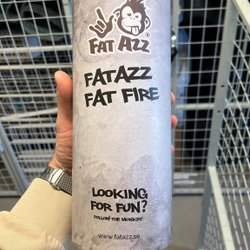 FAT AZZ
FATAZZ
FAT FIRE
LOOKING
FOR FUN?
FOLLOW THE MONKEY!
www.fatazz.se